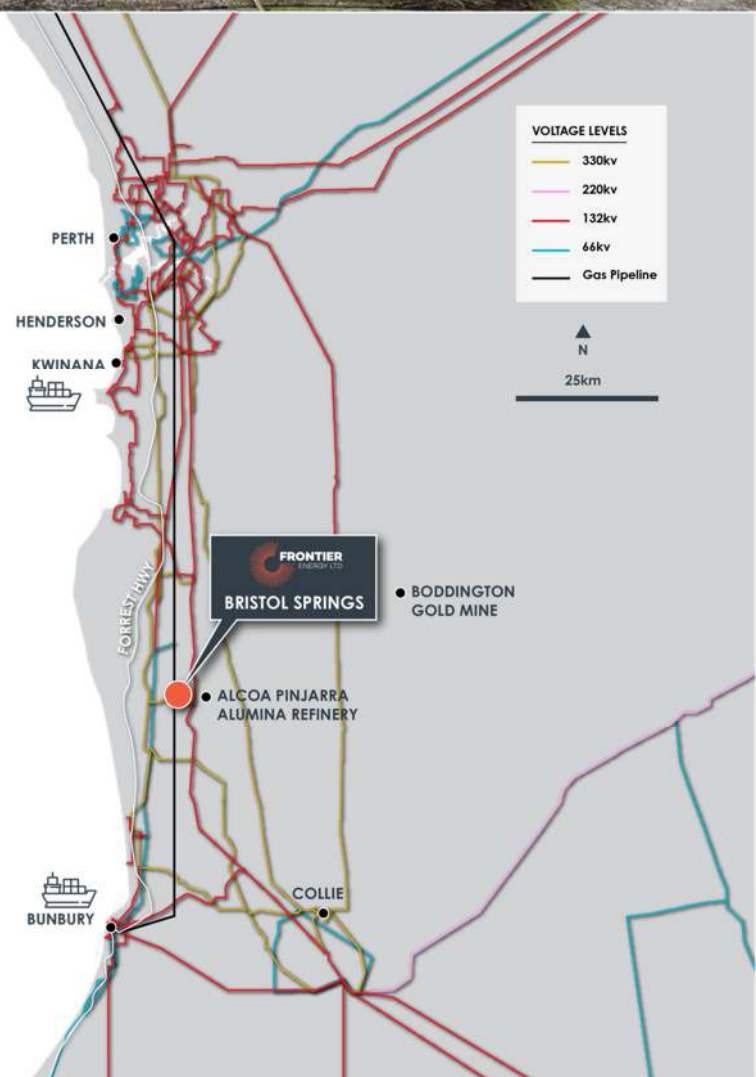 VOLTAGE LEVELS
330kv
220kv
132kv
66kv
Gas Pipeline
N
25km
PERTH
HENDERSON
KWINANA
FORREST HWY
FRONTIER
ENERGY LTD
BRISTOL SPRINGS
BODDINGTON
GOLD MINE
ALCOA PINJARRA
ALUMINA REFINERY
COLLIE
BUNBURY